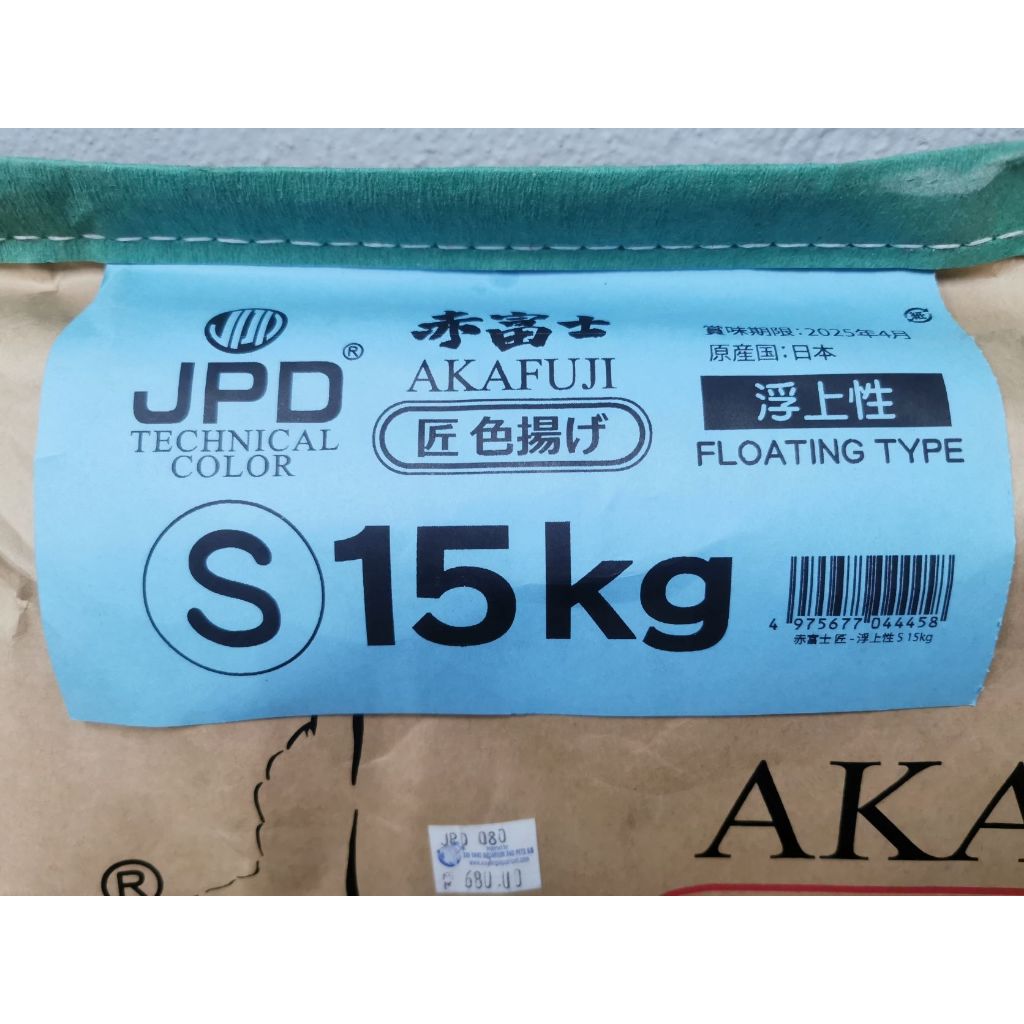 JPD®
TECHNICAL
COLOR
赤富士
AKAFUJI
匠 色揚げ
賞味期限：2025年4月
原産国：日本
浮上性
FLOATING TYPE
S 15kg
4 975677 044458
赤富士 匠 - 浮上性 S 15kg
AKA
®
JPD 080
680.00